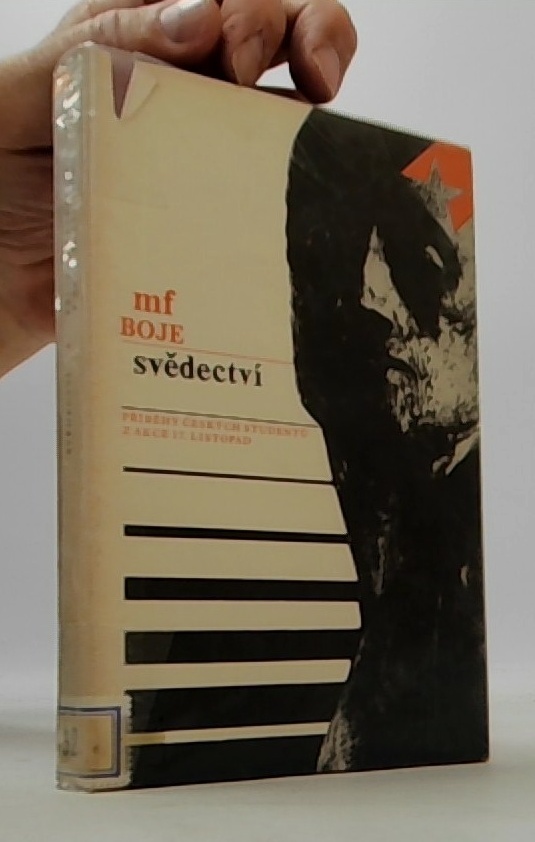 mf
BOJE
svědectví
PŘÍBĚHY ČESKÝCH STUDENTŮ
Z AKCE 17. LISTOPAD